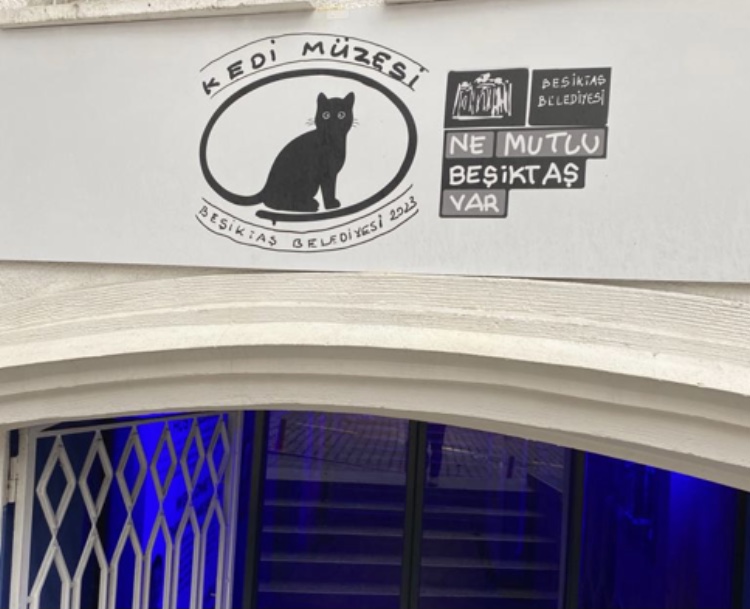 KEDİ MÜZESİ
BEŞİKTAŞ BELEDİYESİ 2023
BEŞİKTAŞ
BELEDİYESİ
NE MUTLU
BEŞİKTAŞ
VAR